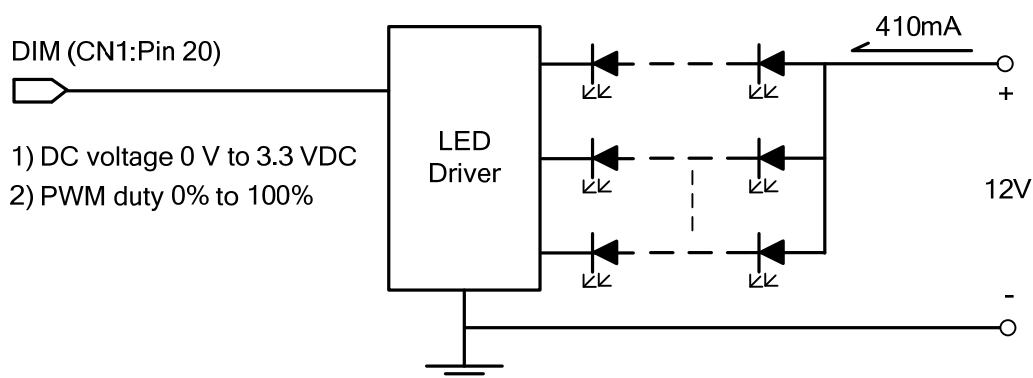 410mA
DIM (CN1:Pin 20)
+
LED
Driver
1) DC voltage 0 V to 3.3 VDC
2) PWM duty 0% to 100%
12V
-